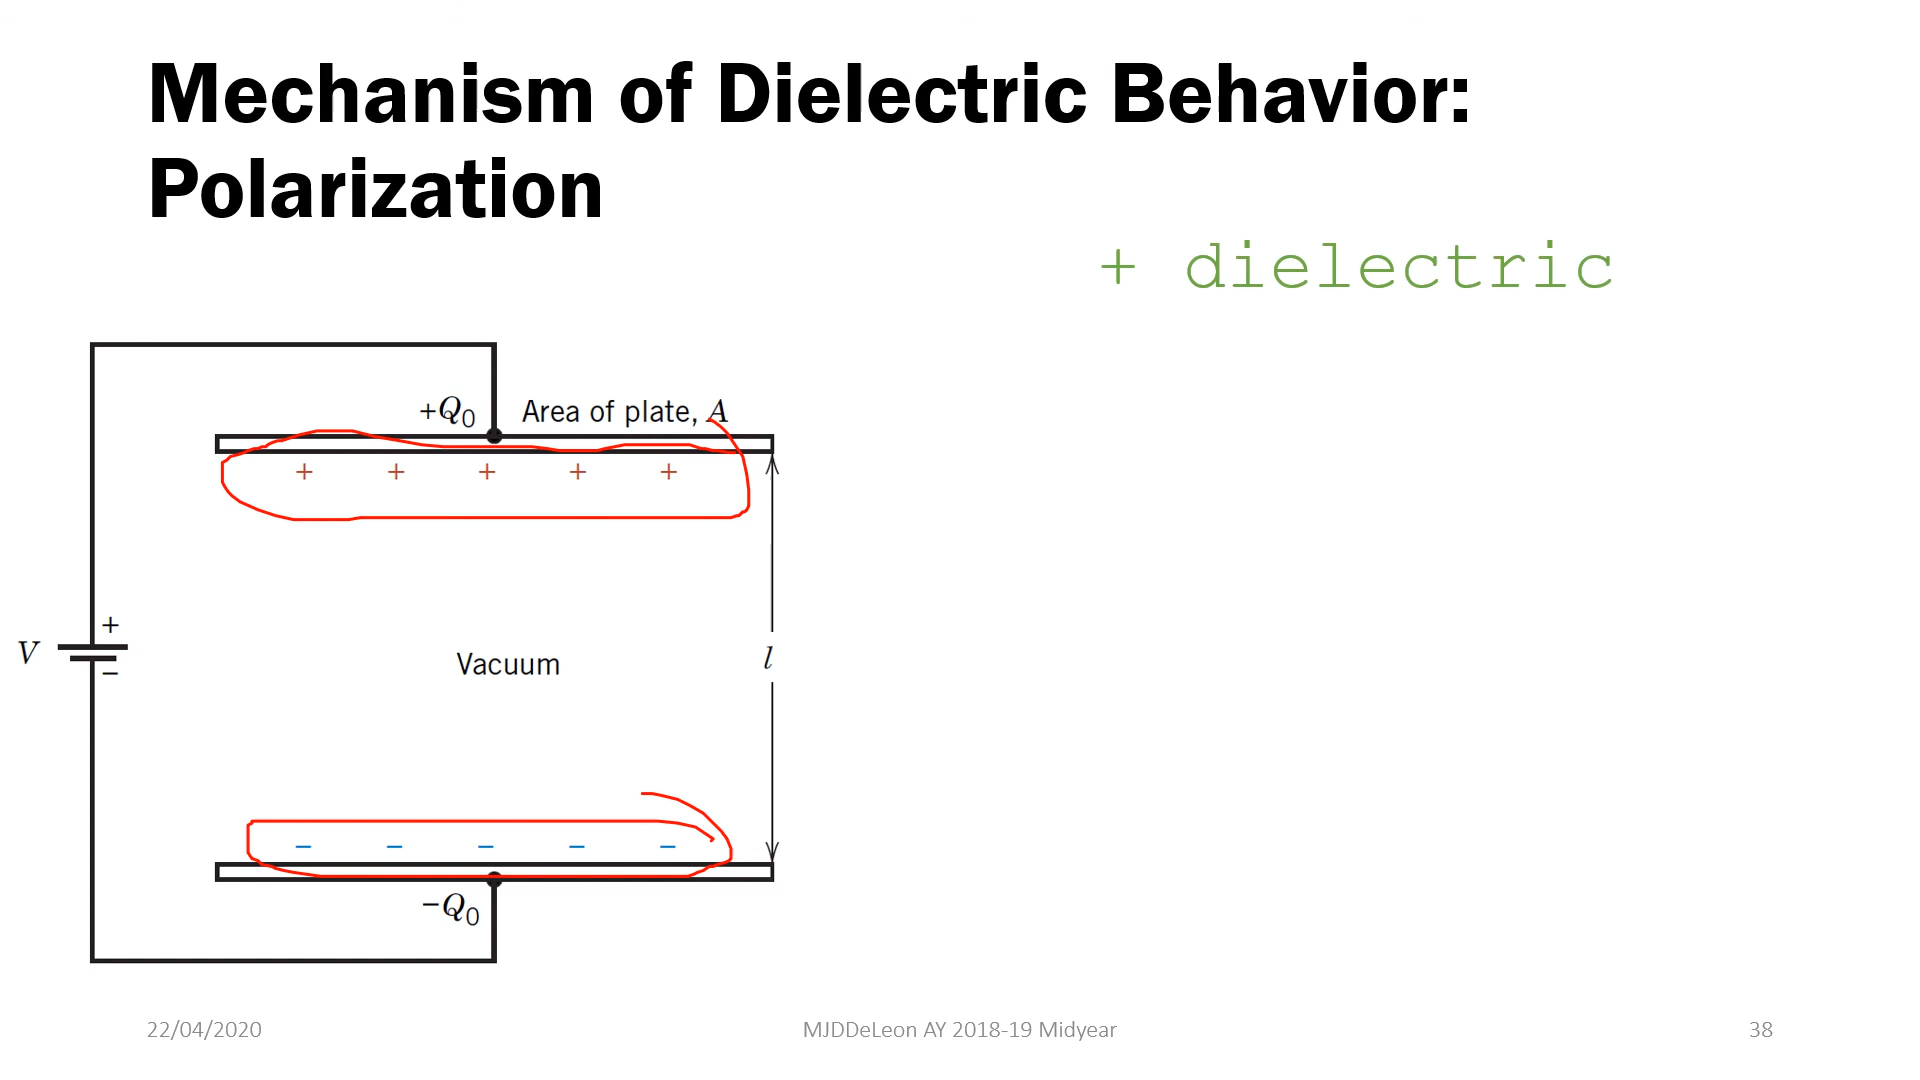 Mechanism of Dielectric Behavior:
Polarization
+ dielectric
+Q₀ Area of plate, A
+ + + + +
+
V
−
Vacuum
l
− − − − −
−Q₀
22/04/2020 MJDDeLeon AY 2018-19 Midyear 38